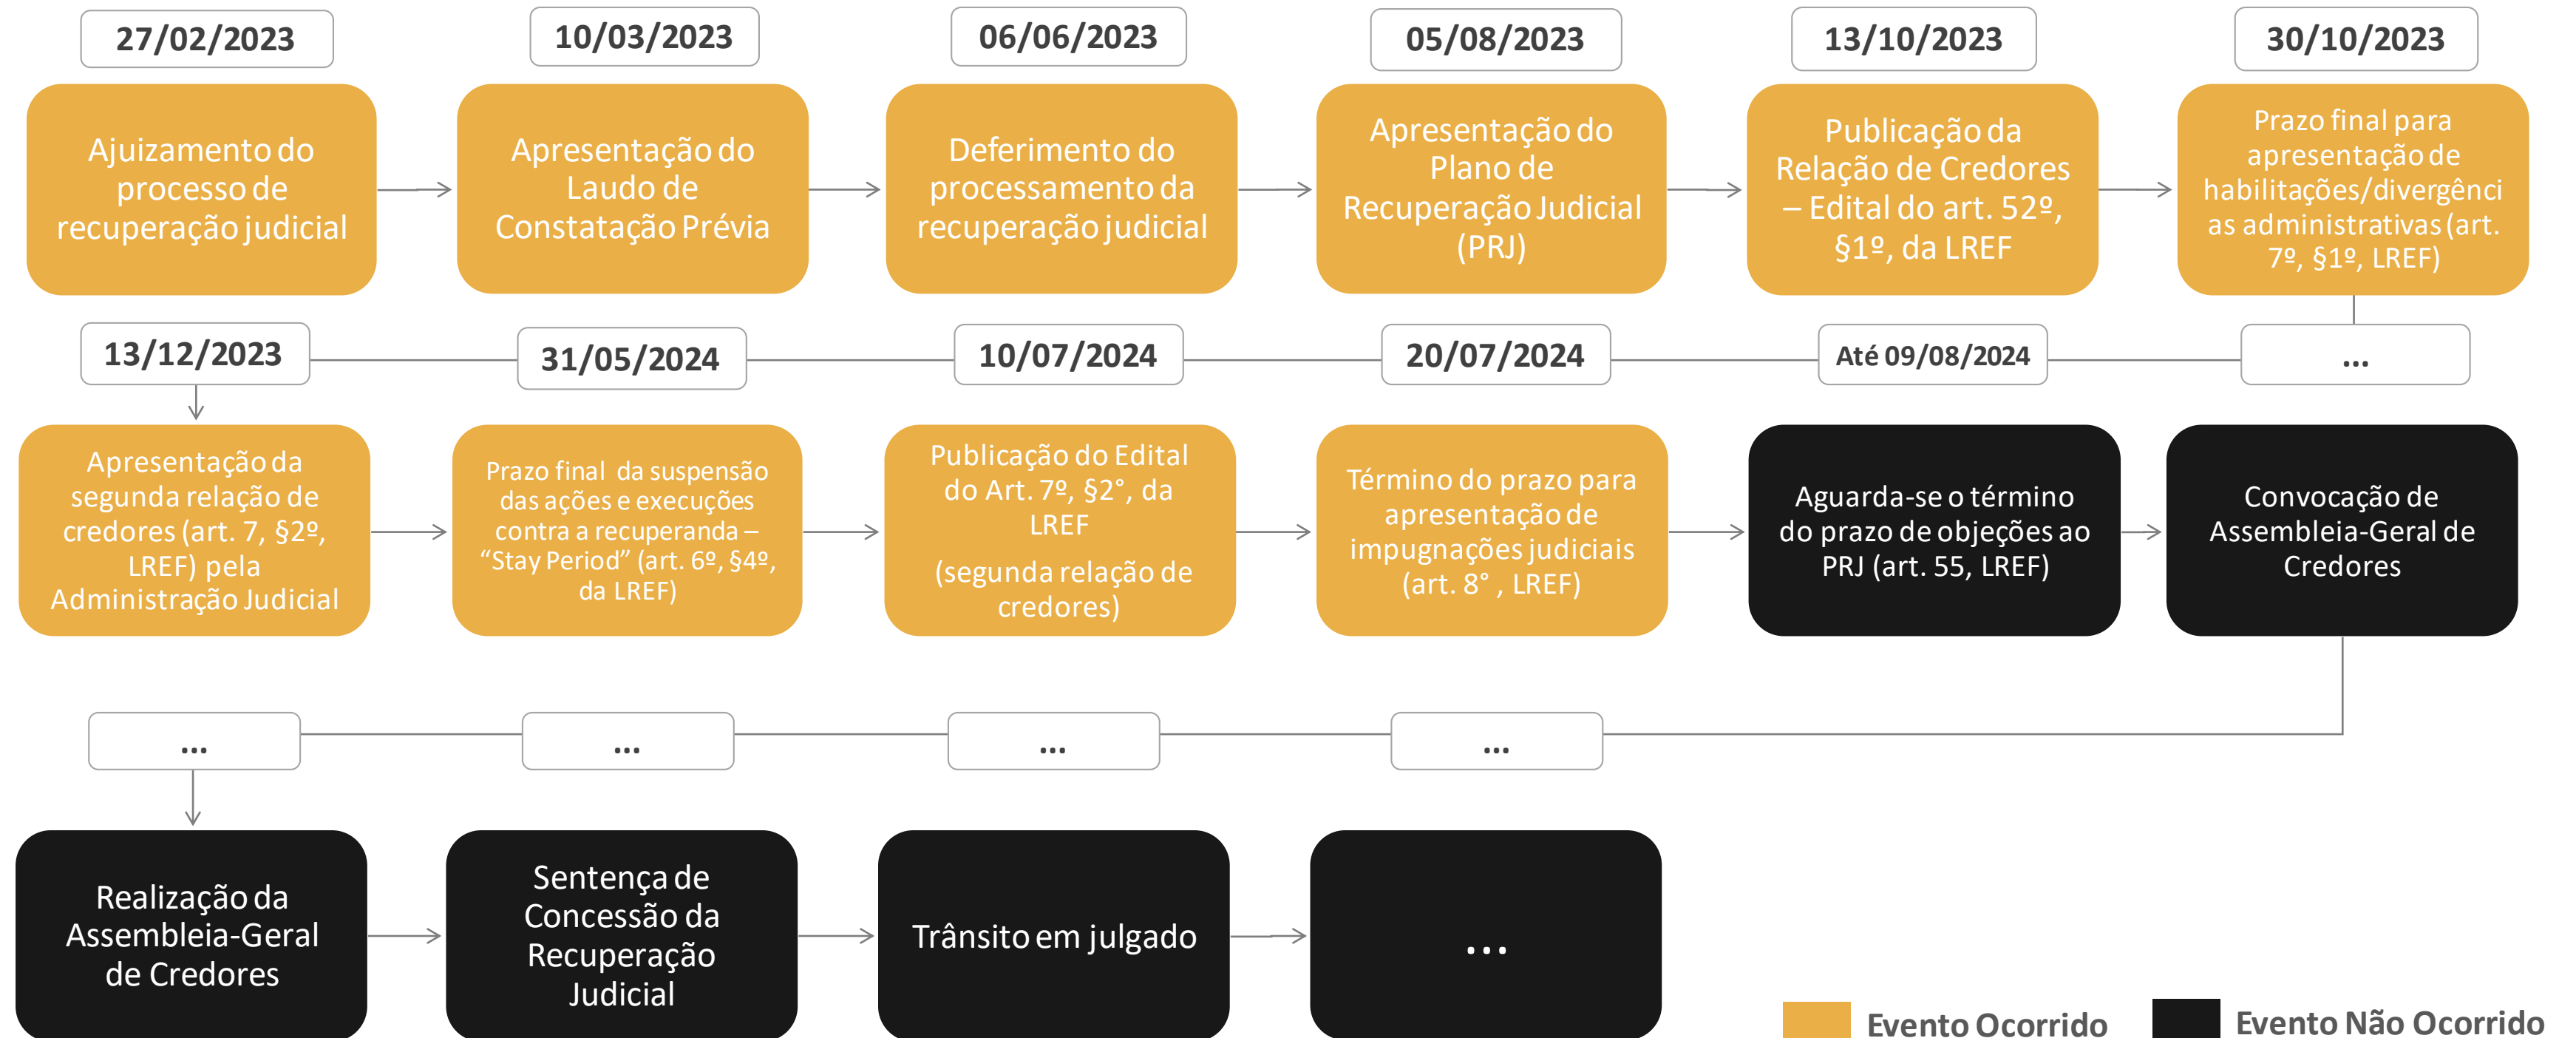 27/02/2023
10/03/2023
06/06/2023
05/08/2023
13/10/2023
30/10/2023
Ajuizamento do
processo de
recuperação judicial
Apresentação do
Laudo de
Constatação Prévia
Deferimento do
processamento da
recuperação judicial
Apresentação do
Plano de
Recuperação Judicial
(PRJ)
Publicação da
Relação de Credores
– Edital do art. 52º,
§1º, da LREF
Prazo final para
apresentação de
habilitações/divergênci
as administrativas (art.
7º, §1º, LREF)
13/12/2023
31/05/2024
10/07/2024
20/07/2024
Até 09/08/2024
...
Apresentação da
segunda relação de
credores (art. 7, §2º,
LREF) pela
Administração Judicial
Prazo final da suspensão
das ações e execuções
contra a recuperanda –
“Stay Period” (art. 6º, §4º,
da LREF)
Publicação do Edital
do Art. 7º, §2°, da
LREF
(segunda relação de
credores)
Término do prazo para
apresentação de
impugnações judiciais
(art. 8° , LREF)
Aguarda-se o término
do prazo de objeções ao
PRJ (art. 55, LREF)
Convocação de
Assembleia-Geral de
Credores
...
...
...
...
Realização da
Assembleia-Geral
de Credores
Sentença de
Concessão da
Recuperação
Judicial
Trânsito em julgado
...
Evento Ocorrido
Evento Não Ocorrido